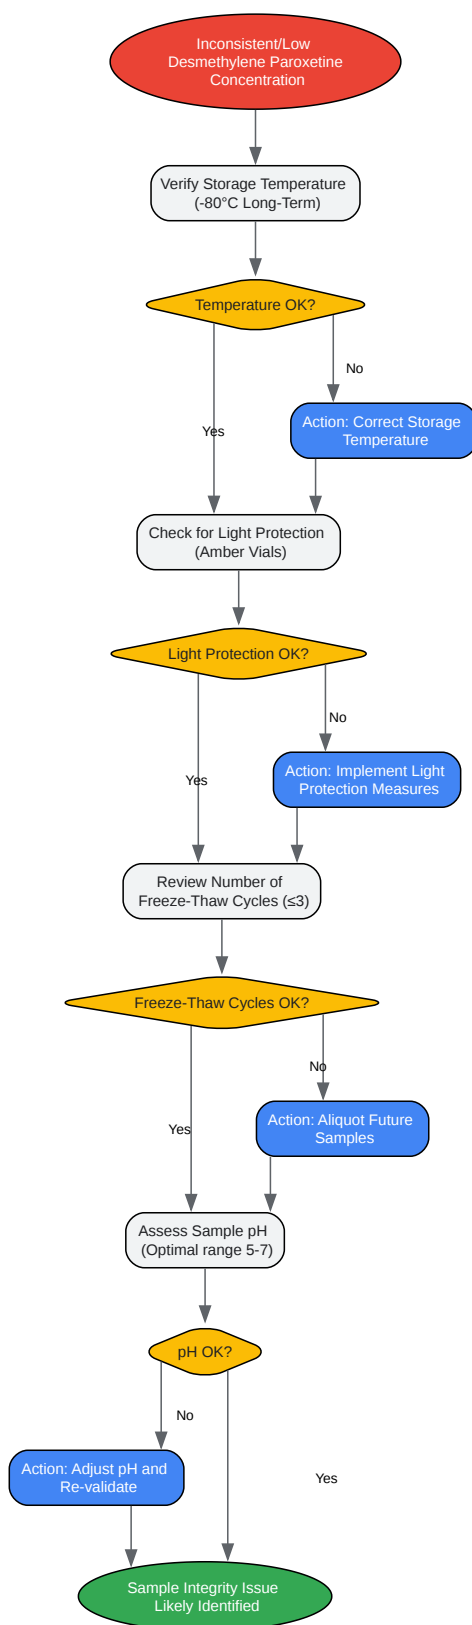 Inconsistent/Low
Desmethylene Paroxetine
Concentration
Verify Storage Temperature
(-80°C Long-Term)
Temperature OK?
No
Action: Correct Storage
Temperature
Yes
Check for Light Protection
(Amber Vials)
Light Protection OK?
No
Action: Implement Light
Protection Measures
Yes
Review Number of
Freeze-Thaw Cycles (≤3)
Freeze-Thaw Cycles OK?
No
Action: Aliquot Future
Samples
Yes
Assess Sample pH
(Optimal range 5-7)
pH OK?
No
Action: Adjust pH and
Re-validate
Yes
Sample Integrity Issue
Likely Identified